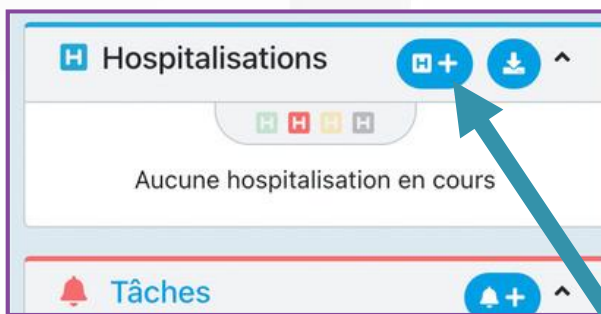 H Hospitalisations H+
H H H H
Aucune hospitalisation en cours
Tâches +